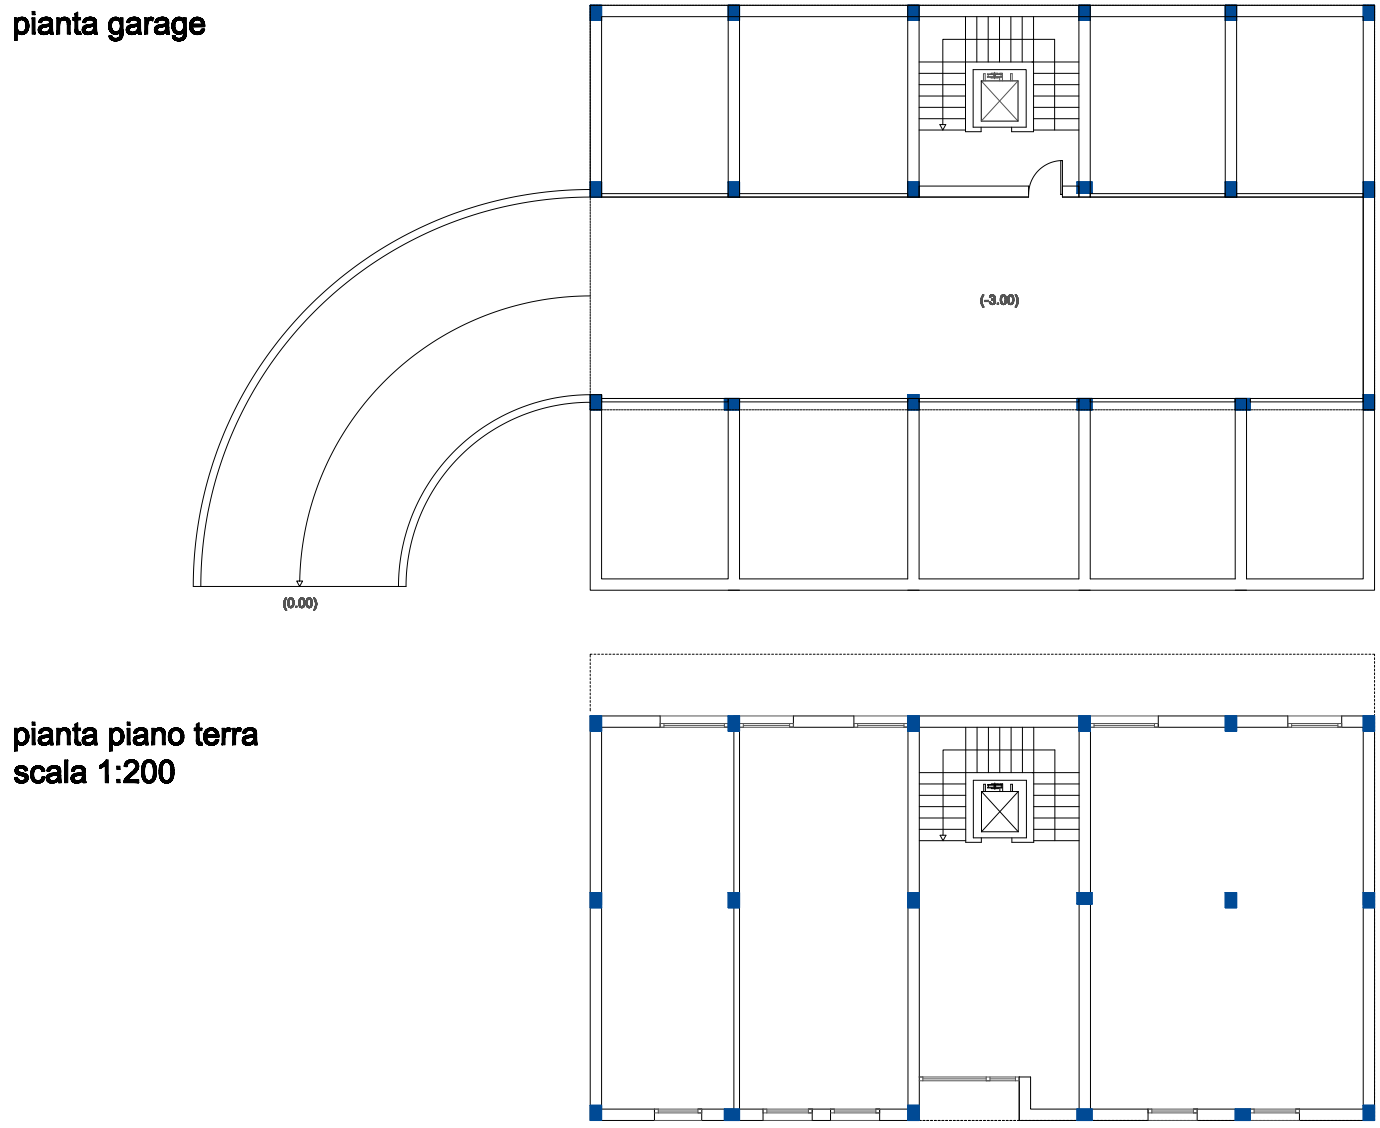 pianta garage
(-3.00)
(0.00)
pianta piano terra
scala 1:200